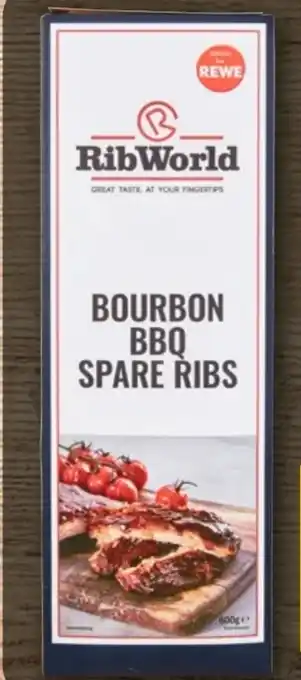 REWE
RibWorld
GREAT TASTE, AT YOUR FINGERTIPS
BOURBON
BBQ
SPARE RIBS
600g e